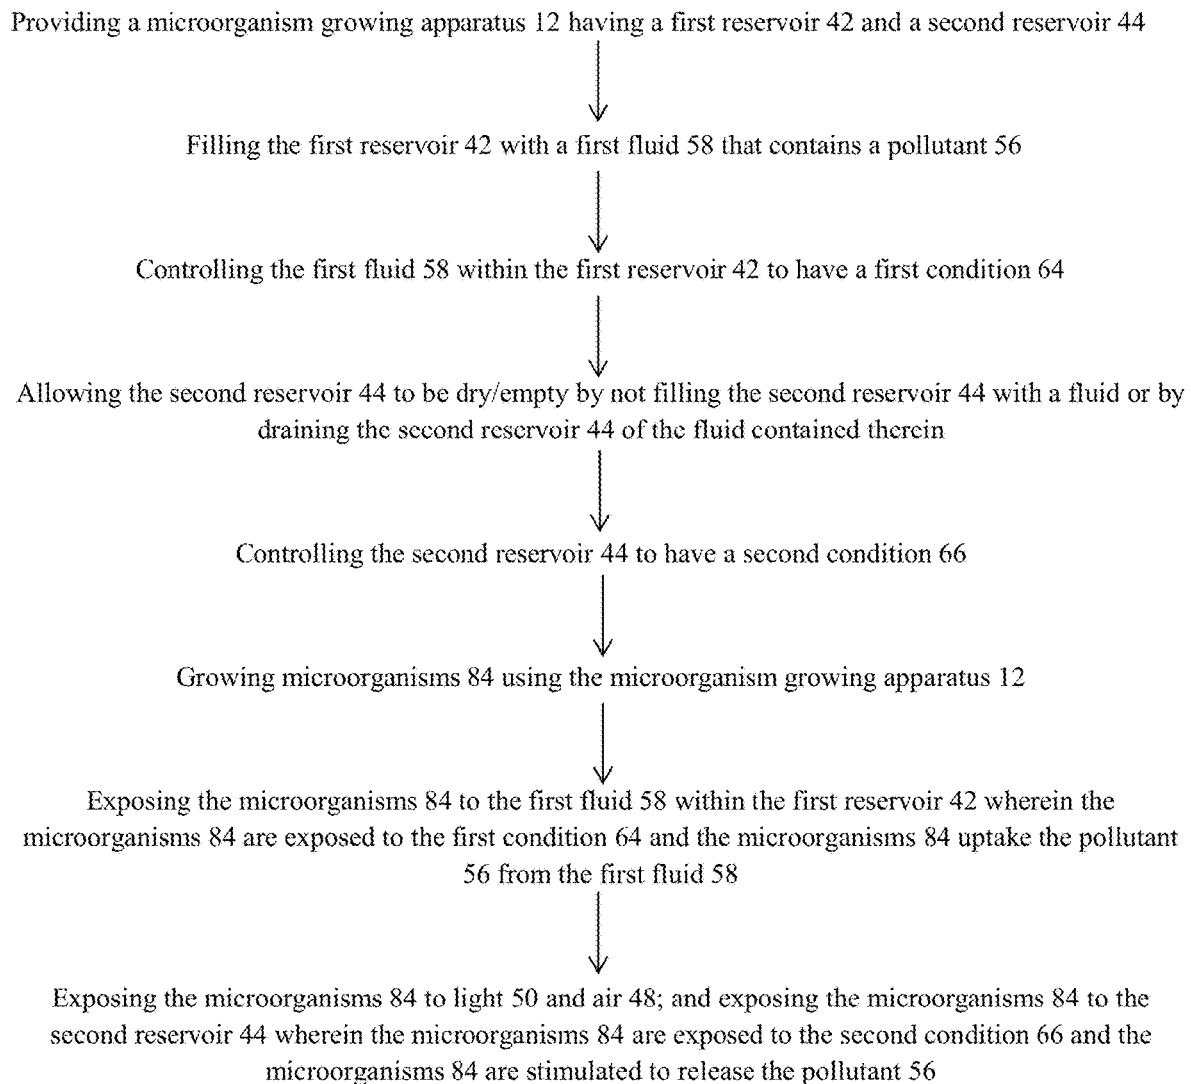 Providing a microorganism growing apparatus 12 having a first reservoir 42 and a second reservoir 44
Filling the first reservoir 42 with a first fluid 58 that contains a pollutant 56
Controlling the first fluid 58 within the first reservoir 42 to have a first condition 64
Allowing the second reservoir 44 to be dry/empty by not filling the second reservoir 44 with a fluid or by
draining the second reservoir 44 of the fluid contained therein
Controlling the second reservoir 44 to have a second condition 66
Growing microorganisms 84 using the microorganism growing apparatus 12
Exposing the microorganisms 84 to the first fluid 58 within the first reservoir 42 wherein the
microorganisms 84 are exposed to the first condition 64 and the microorganisms 84 uptake the pollutant
56 from the first fluid 58
Exposing the microorganisms 84 to light 50 and air 48; and exposing the microorganisms 84 to the
second reservoir 44 wherein the microorganisms 84 are exposed to the second condition 66 and the
microorganisms 84 are stimulated to release the pollutant 56